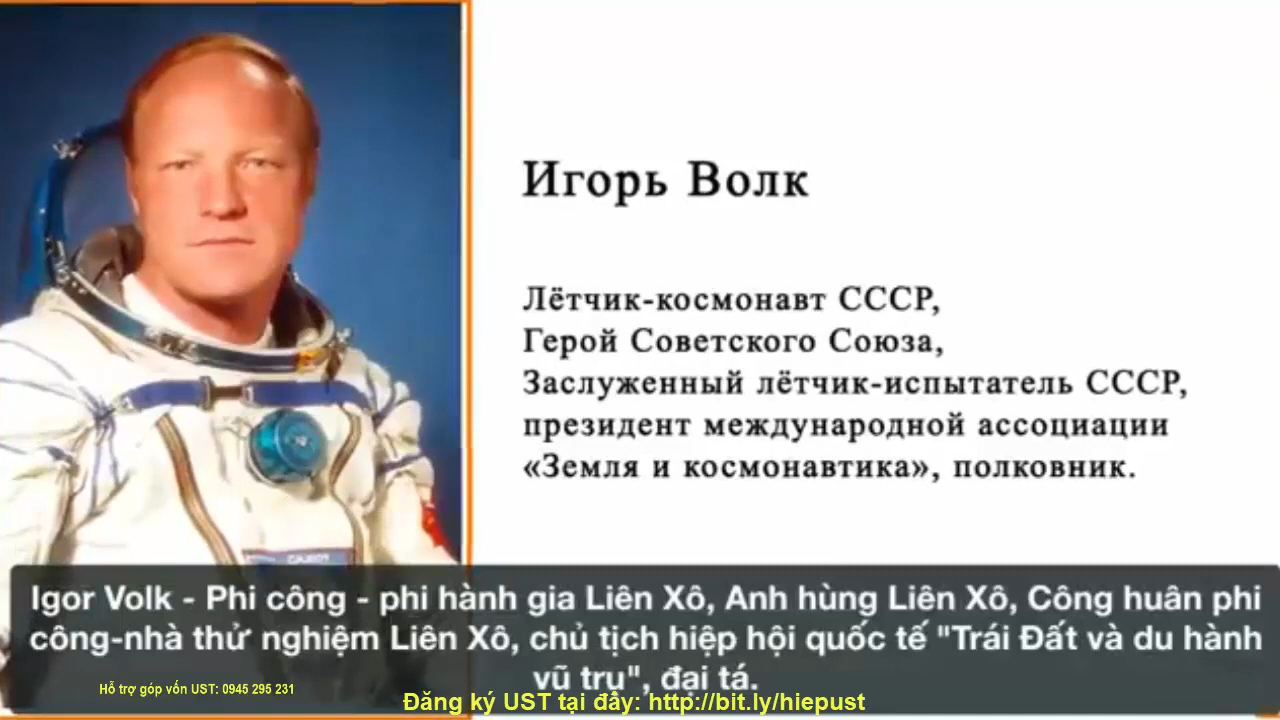 Игорь Волк
Лётчик-космонавт СССР,
Герой Советского Союза,
Заслуженный лётчик-испытатель СССР,
президент международной ассоциации
«Земля и космонавтика», полковник.
Igor Volk - Phi công - phi hành gia Liên Xô, Anh hùng Liên Xô, Công huân phi
công-nhà thử nghiệm Liên Xô, chủ tịch hiệp hội quốc tế "Trái Đất và du hành
vũ trụ", đại tá.
Hỗ trợ góp vốn UST: 0945 295 231
Đăng ký UST tại đây: http://bit.ly/hiepust